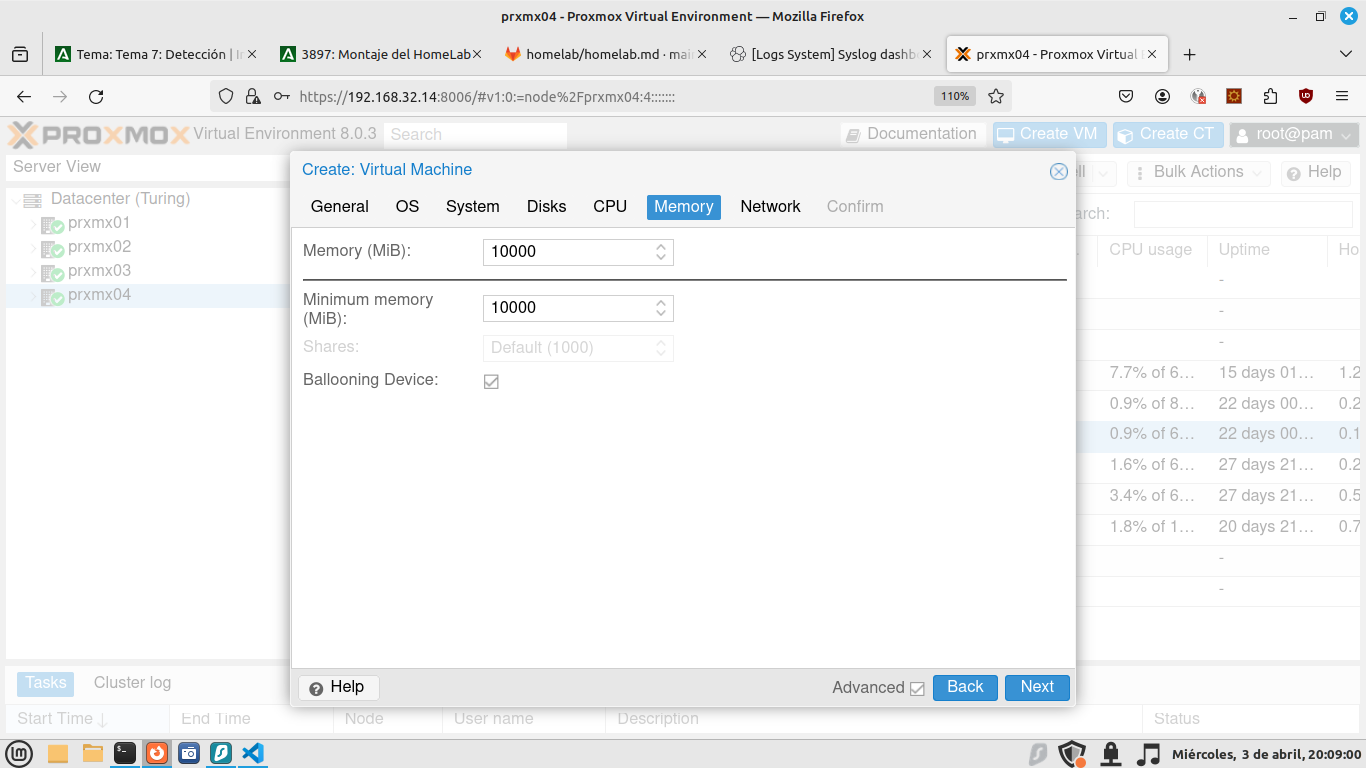 prxmx04 - Proxmox Virtual Environment — Mozilla Firefox
Tema: Tema 7: Detección | I
3897: Montaje del HomeLab
homelab/homelab.md · mai
[Logs System] Syslog dashb
prxmx04 - Proxmox Virtual
https://192.168.32.14:8006/#v1:0:=node%2Fprxmx04:4:::::::
110%
PROXMOX Virtual Environment 8.0.3
Search
Documentation
Create VM
Create CT
root@pam
Server View
Bulk Actions
Help
Datacenter (Turing)
prxmx01
prxmx02
prxmx03
prxmx04
Create: Virtual Machine
General
OS
System
Disks
CPU
Memory
Network
Confirm
Memory (MiB):
10000
Minimum memory
(MiB):
10000
Shares:
Default (1000)
Ballooning Device:
Help
Advanced
Back
Next
arch:
CPU usage
Uptime
Ho
-
-
-
7.7% of 6...
15 days 01...
1.2
0.9% of 8...
22 days 00...
0.2
0.9% of 6...
22 days 00...
0.1
1.6% of 6...
27 days 21...
0.2
3.4% of 6...
27 days 21...
0.5
1.8% of 1...
20 days 21...
0.7
-
-
Tasks
Cluster log
Start Time
End Time
Node
User name
Description
Status
Miércoles, 3 de abril, 20:09:00